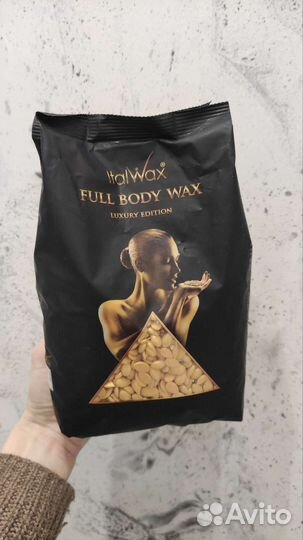 ItalWax®
FULL BODY WAX
LUXURY EDITION
Avito